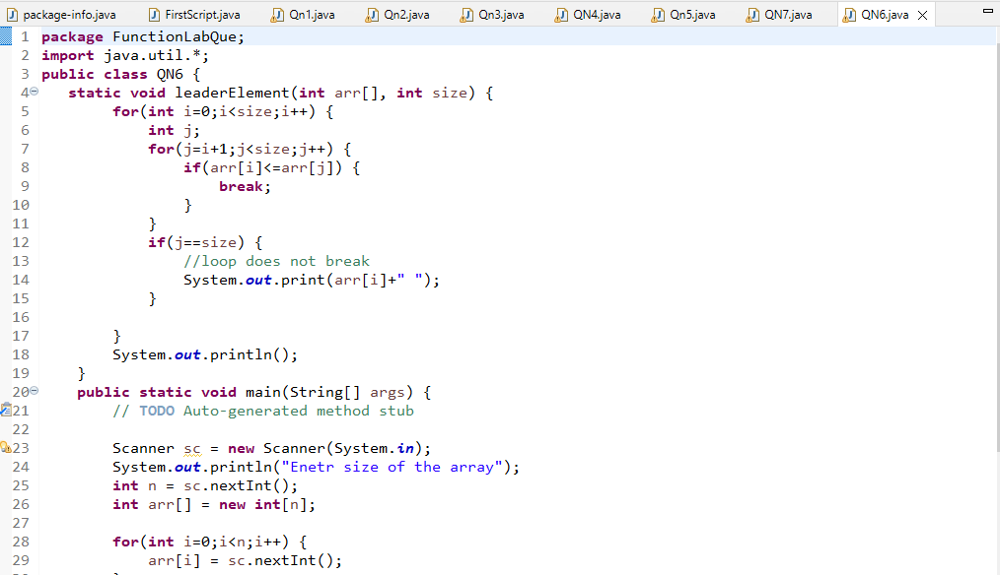 package-info.java FirstScript.java Qn1.java Qn2.java Qn3.java QN4.java Qn5.java QN7.java QN6.java
1 package FunctionLabQue;
2 import java.util.*;
3 public class QN6 {
4 static void leaderElement(int arr[], int size) {
5 for(int i=0;i<size;i++) {
6 int j;
7 for(j=i+1;j<size;j++) {
8 if(arr[i]<=arr[j]) {
9 break;
10 }
11 }
12 if(j==size) {
13 //loop does not break
14 System.out.print(arr[i]+" ");
15 }
16
17 }
18 System.out.println();
19 }
20 public static void main(String[] args) {
21 // TODO Auto-generated method stub
22
23 Scanner sc = new Scanner(System.in);
24 System.out.println("Enetr size of the array");
25 int n = sc.nextInt();
26 int arr[] = new int[n];
27
28 for(int i=0;i<n;i++) {
29 arr[i] = sc.nextInt();